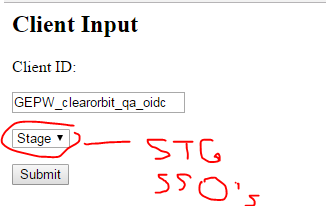 Client Input
Client ID:
GEPW_clearorbit_qa_oidc
Stage
STG
SSO's
Submit